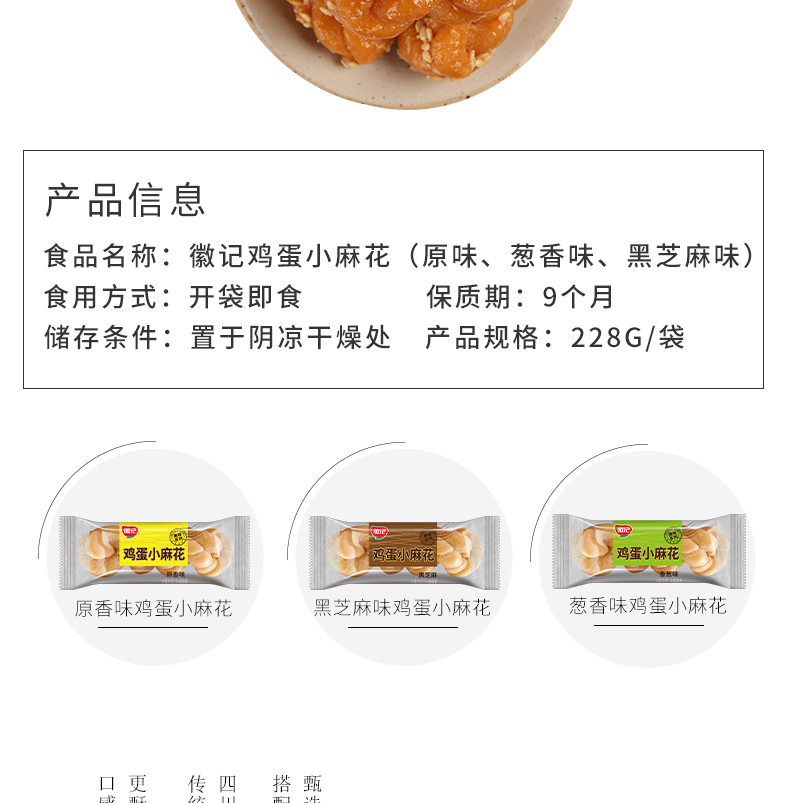 产品信息
食品名称：徽记鸡蛋小麻花（原味、葱香味、黑芝麻味）
食用方式：开袋即食 保质期：9个月
储存条件：置于阴凉干燥处 产品规格：228G/袋
徽记
鸡蛋小麻花
原香味
原香味鸡蛋小麻花
徽记
鸡蛋小麻花
黑芝麻
黑芝麻味鸡蛋小麻花
徽记
鸡蛋小麻花
香葱味
葱香味鸡蛋小麻花
甄选
搭配
四川
传统
更酥
口感